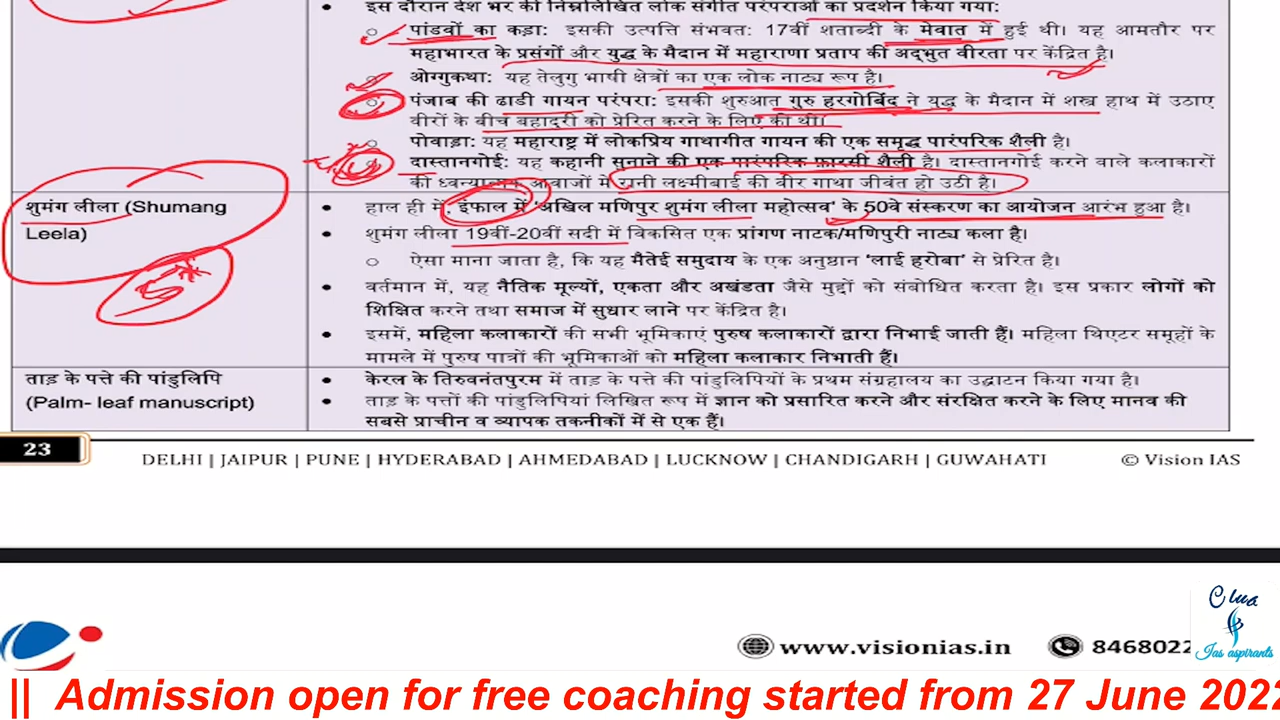 इस दौरान देश भर की निम्नलिखित लोक संगीत परंपराओं का प्रदर्शन किया गया:
पांडवों का कड़ा: इसकी उत्पत्ति संभवत: 17वीं शताब्दी के मेवात में हुई थी। यह आमतौर पर
महाभारत के प्रसंगों और युद्ध के मैदान में महाराणा प्रताप की अद्भुत वीरता पर केंद्रित है।
ओग्गुकथा: यह तेलुगु भाषी क्षेत्रों का एक लोक नाट्य रूप है।
पंजाब की ढाडी गायन परंपरा: इसकी शुरुआत गुरु हरगोबिंद ने युद्ध के मैदान में शस्त्र हाथ में उठाए
वीरों के बीच बहादुरी को प्रेरित करने के लिए की थी।
पोवाड़ा: यह महाराष्ट्र में लोकप्रिय गाथागीत गायन की एक समृद्ध पारंपरिक शैली है।
दास्तानगोई: यह कहानी सुनाने की एक पारंपरिक फ़ारसी शैली है। दास्तानगोई करने वाले कलाकारों
की ध्वन्यात्मक आवाजों में रानी लक्ष्मीबाई की वीर गाथा जीवंत हो उठी है।
शुमंग लीला (Shumang
Leela)
हाल ही में, इंफाल में 'अखिल मणिपुर शुमंग लीला महोत्सव' के 50वे संस्करण का आयोजन आरंभ हुआ है।
शुमंग लीला 19वीं-20वीं सदी में विकसित एक प्रांगण नाटक/मणिपुरी नाट्य कला है।
ऐसा माना जाता है, कि यह मैतेई समुदाय के एक अनुष्ठान 'लाई हरोबा' से प्रेरित है।
वर्तमान में, यह नैतिक मूल्यों, एकता और अखंडता जैसे मुद्दों को संबोधित करता है। इस प्रकार लोगों को
शिक्षित करने तथा समाज में सुधार लाने पर केंद्रित है।
इसमें, महिला कलाकारों की सभी भूमिकाएं पुरुष कलाकारों द्वारा निभाई जाती हैं। महिला थिएटर समूहों के
मामले में पुरुष पात्रों की भूमिकाओं को महिला कलाकार निभाती हैं।
ताड़ के पत्ते की पांडुलिपि
(Palm- leaf manuscript)
केरल के तिरुवनंतपुरम में ताड़ के पत्ते की पांडुलिपियों के प्रथम संग्रहालय का उद्घाटन किया गया है।
ताड़ के पत्तों की पांडुलिपियां लिखित रूप में ज्ञान को प्रसारित करने और संरक्षित करने के लिए मानव की
सबसे प्राचीन व व्यापक तकनीकों में से एक हैं।
23
DELHI | JAIPUR | PUNE | HYDERABAD | AHMEDABAD | LUCKNOW | CHANDIGARH | GUWAHATI
© Vision IAS
www.visionias.in
8468022
Ias aspirants
|| Admission open for free coaching started from 27 June 2022